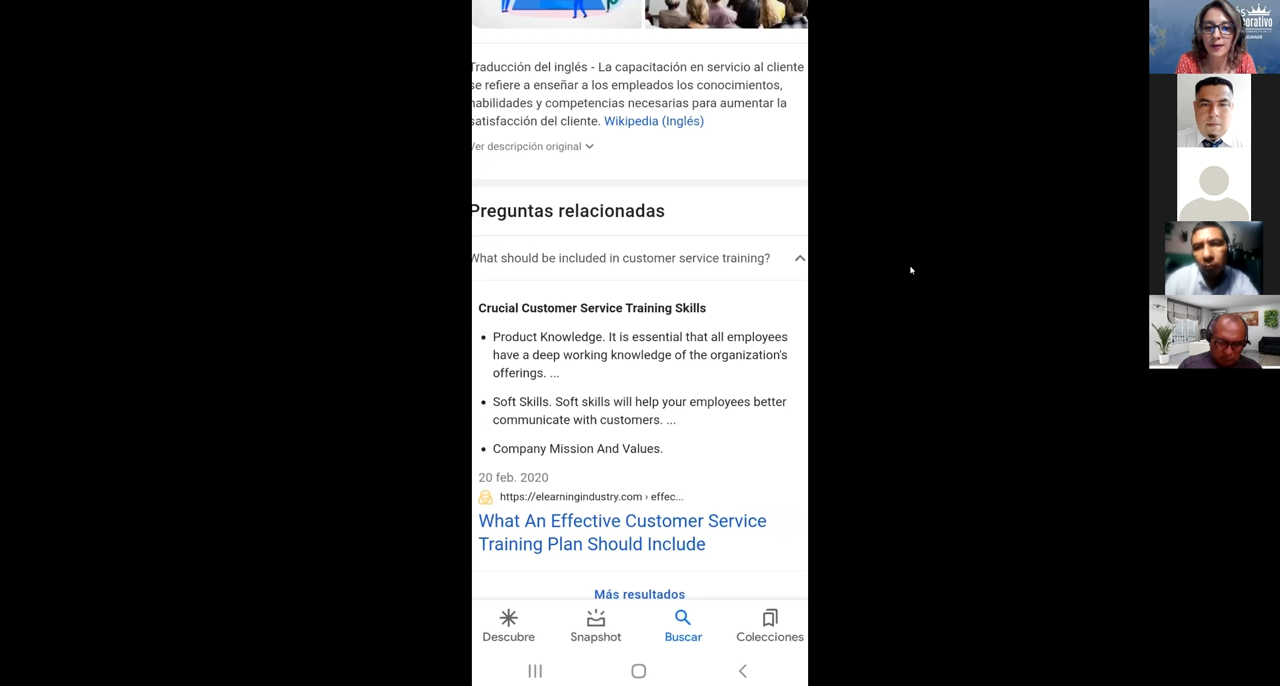 Traducción del inglés - La capacitación en servicio al cliente
se refiere a enseñar a los empleados los conocimientos,
habilidades y competencias necesarias para aumentar la
satisfacción del cliente. Wikipedia (Inglés)
Ver descripción original
Preguntas relacionadas
What should be included in customer service training?
Crucial Customer Service Training Skills
• Product Knowledge. It is essential that all employees
have a deep working knowledge of the organization's
offerings. ...
• Soft Skills. Soft skills will help your employees better
communicate with customers. ...
• Company Mission And Values.
20 feb. 2020
https://elearningindustry.com › effec...
What An Effective Customer Service
Training Plan Should Include
Más resultados
Descubre
Snapshot
Buscar
Colecciones